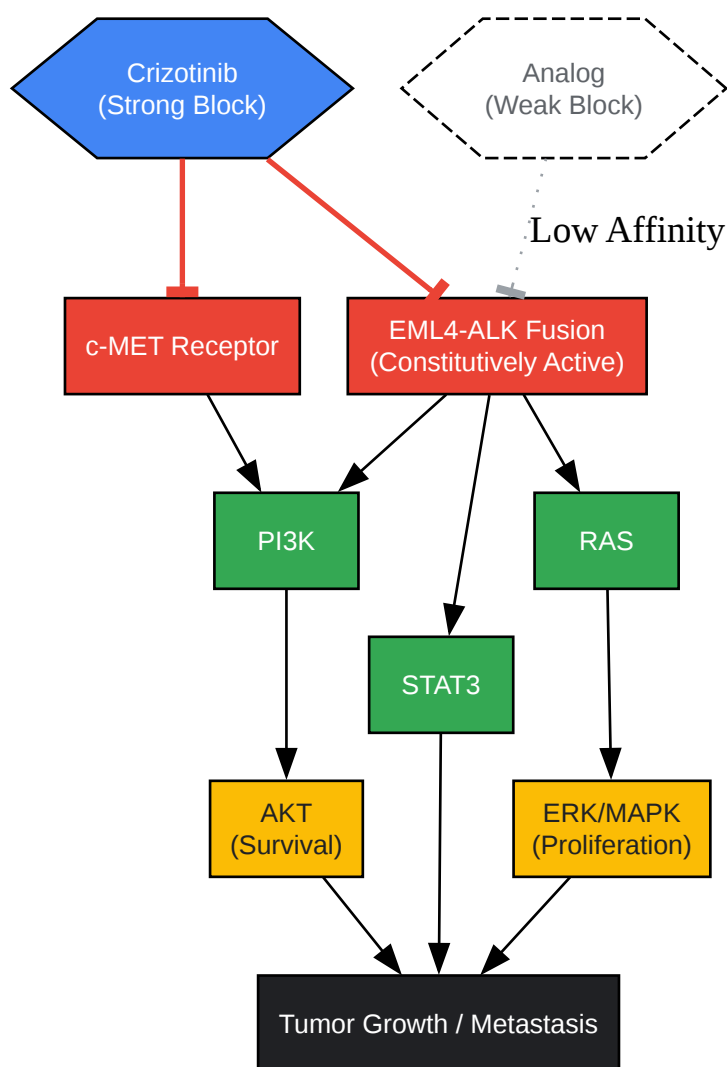 Crizotinib
(Strong Block)
Analog
(Weak Block)
Low Affinity
c-MET Receptor
EML4-ALK Fusion
(Constitutively Active)
PI3K
RAS
STAT3
AKT
(Survival)
ERK/MAPK
(Proliferation)
Tumor Growth / Metastasis